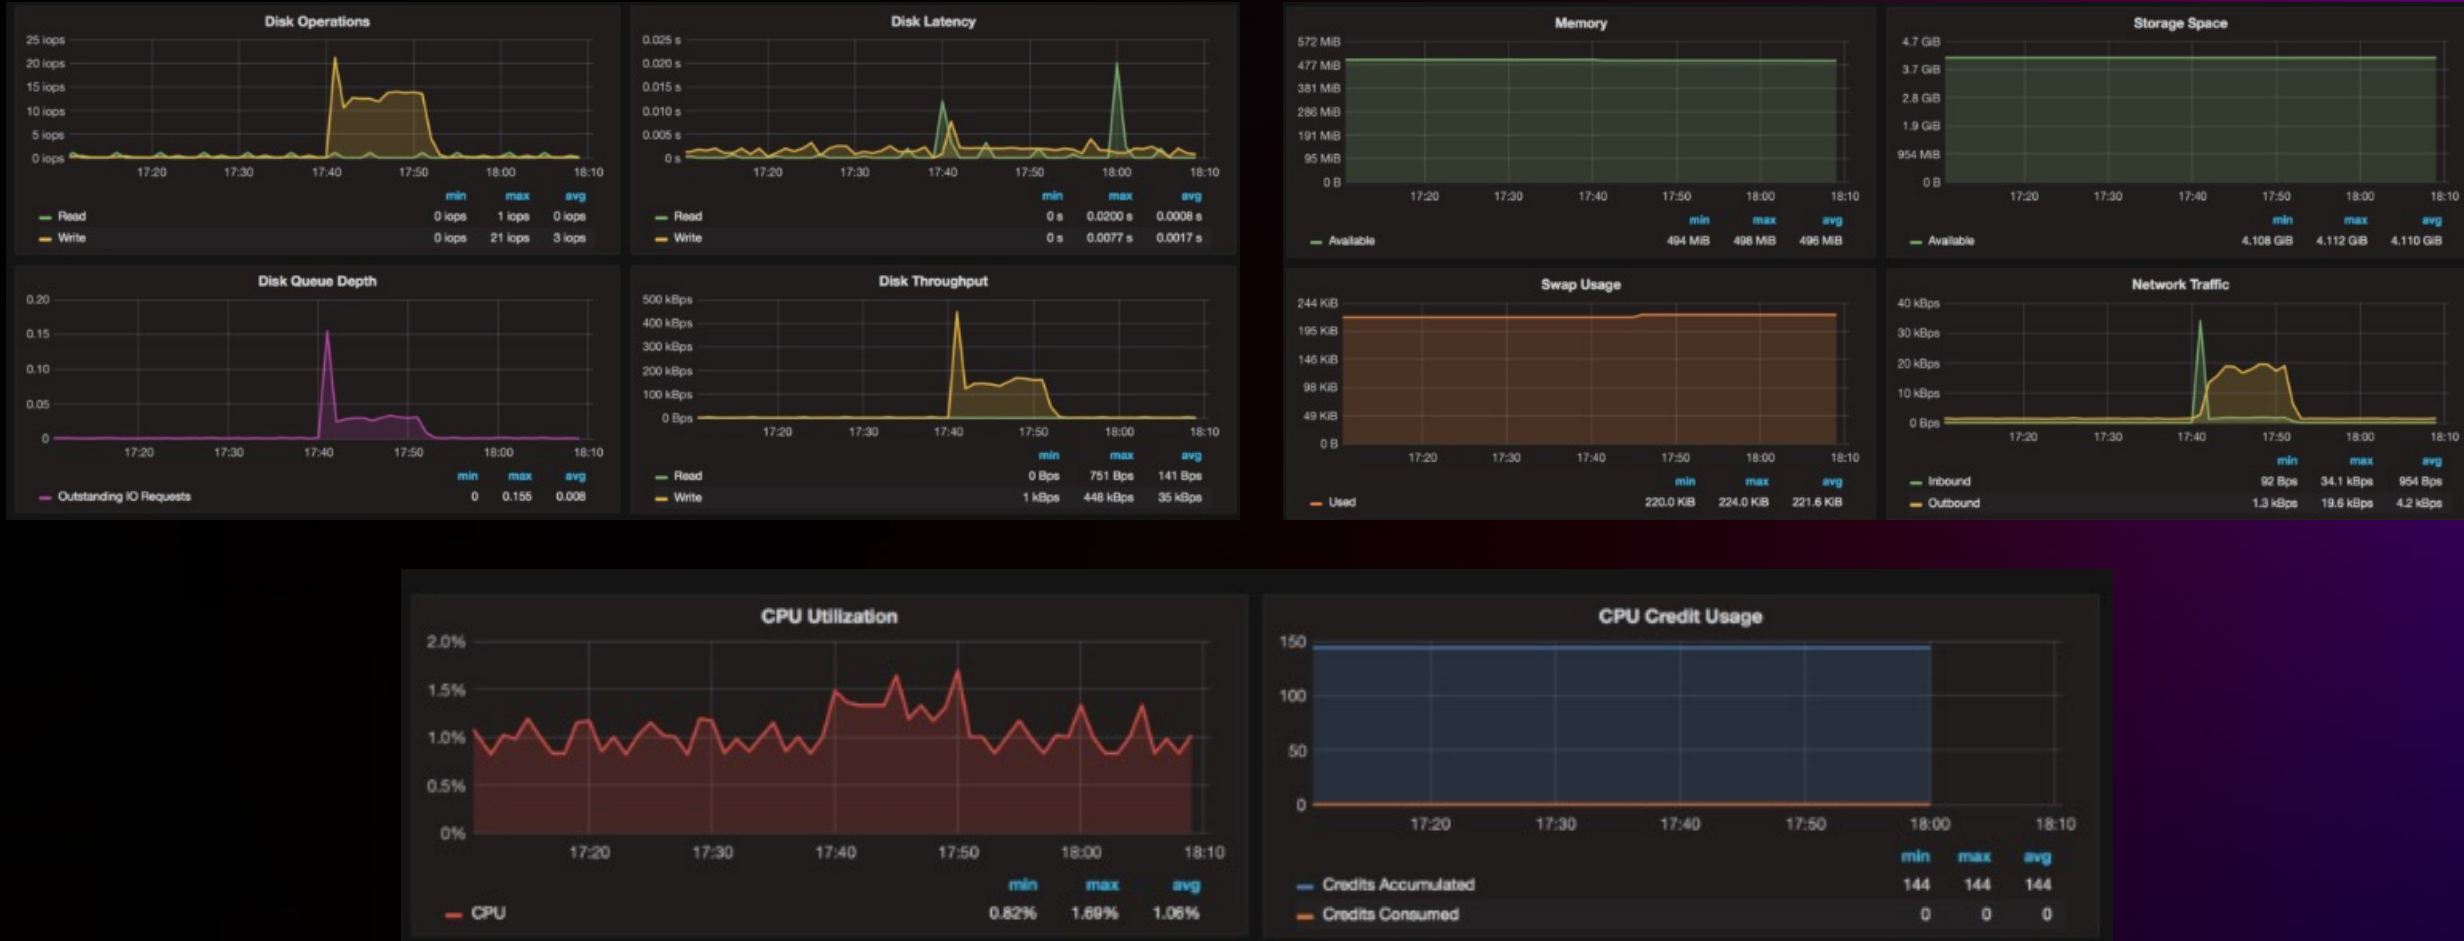 Disk Operations
25 iops
20 iops
15 iops
10 iops
5 iops
0 iops
17:20 17:30 17:40 17:50 18:00 18:10
min max avg
Read 0 iops 1 iops 0 iops
Write 0 iops 21 iops 3 iops
Disk Latency
0.025 s
0.020 s
0.015 s
0.010 s
0.005 s
0 s
17:20 17:30 17:40 17:50 18:00 18:10
min max avg
Read 0 s 0.0200 s 0.0008 s
Write 0 s 0.0077 s 0.0017 s
Disk Queue Depth
0.20
0.15
0.10
0.05
0
17:20 17:30 17:40 17:50 18:00 18:10
min max avg
Outstanding IO Requests 0 0.155 0.008
Disk Throughput
500 kBps
400 kBps
300 kBps
200 kBps
100 kBps
0 Bps
17:20 17:30 17:40 17:50 18:00 18:10
min max avg
Read 0 Bps 751 Bps 141 Bps
Write 1 kBps 448 kBps 35 kBps
Memory
572 MiB
477 MiB
381 MiB
286 MiB
191 MiB
95 MiB
0 B
17:20 17:30 17:40 17:50 18:00 18:10
min max avg
Available 494 MiB 498 MiB 496 MiB
Storage Space
4.7 GiB
3.7 GiB
2.8 GiB
1.9 GiB
954 MiB
0 B
17:20 17:30 17:40 17:50 18:00 18:10
min max avg
Available 4.108 GiB 4.112 GiB 4.110 GiB
Swap Usage
244 KiB
195 KiB
146 KiB
98 KiB
49 KiB
0 B
17:20 17:30 17:40 17:50 18:00 18:10
min max avg
Used 220.0 KiB 224.0 KiB 221.6 KiB
Network Traffic
40 kBps
30 kBps
20 kBps
10 kBps
0 Bps
17:20 17:30 17:40 17:50 18:00 18:10
min max avg
Inbound 92 Bps 34.1 kBps 954 Bps
Outbound 1.3 kBps 19.6 kBps 4.2 kBps
CPU Utilization
2.0%
1.5%
1.0%
0.5%
0%
17:20 17:30 17:40 17:50 18:00 18:10
min max avg
CPU 0.82% 1.69% 1.06%
CPU Credit Usage
150
100
50
0
17:20 17:30 17:40 17:50 18:00 18:10
min max avg
Credits Accumulated 144 144 144
Credits Consumed 0 0 0